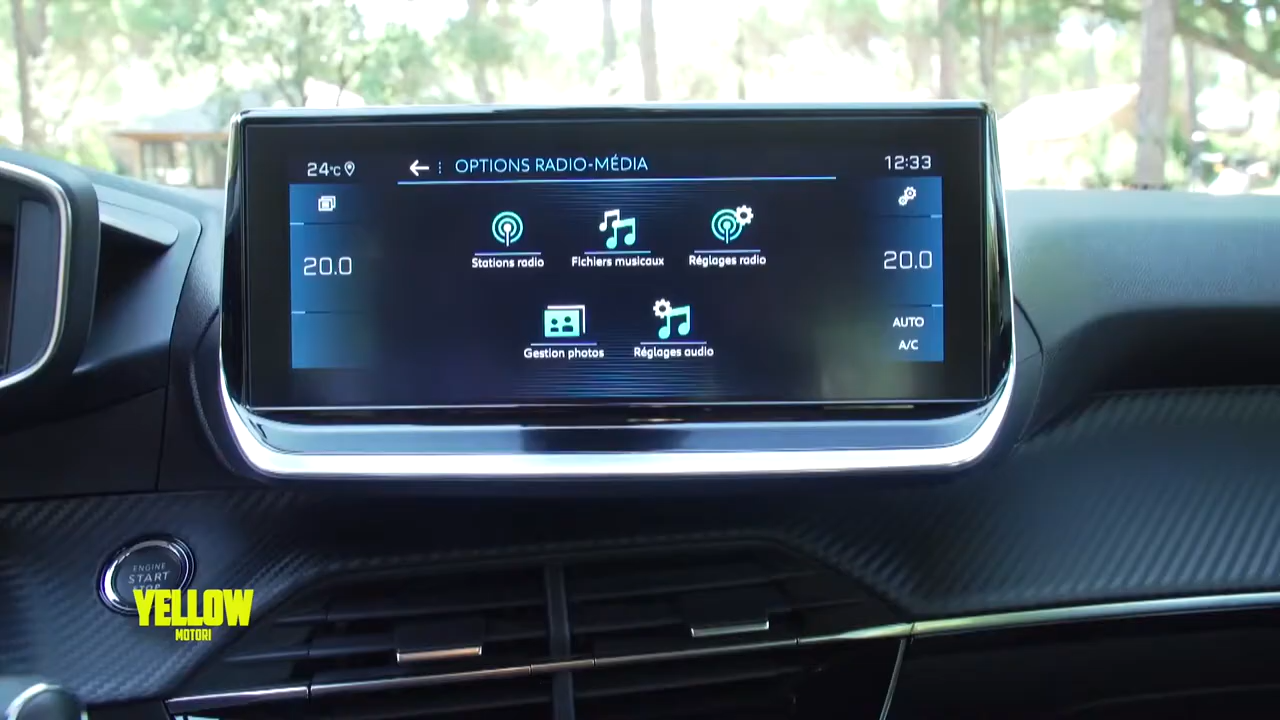 24°C
OPTIONS RADIO-MÉDIA
12:33
20.0
Stations radio
Fichiers musicaux
Réglages radio
20.0
Gestion photos
Réglages audio
AUTO
A/C
ENGINE
START
STOP
YELLOW
MOTORI